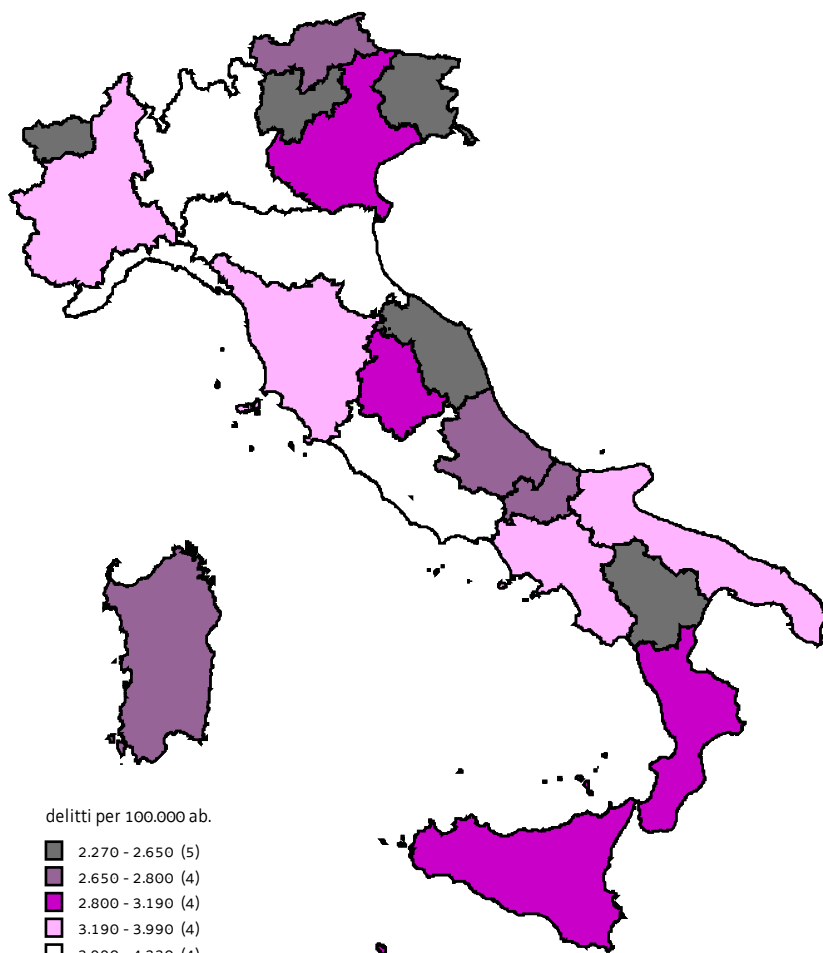 delitti per 100.000 ab.
2.270 - 2.650 (5)
2.650 - 2.800 (4)
2.800 - 3.190 (4)
3.190 - 3.990 (4)
(4)